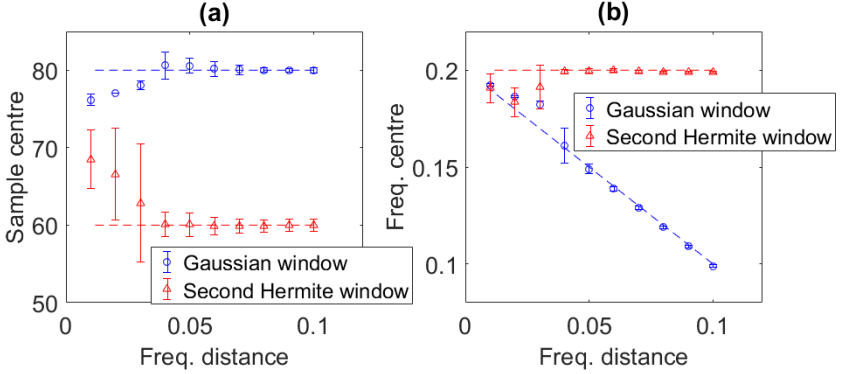 (a)
Sample centre
80
70
60
50
0
0.05
0.1
Freq. distance
Gaussian window
Second Hermite window
(b)
Freq. centre
0.2
0.15
0.1
0
0.05
0.1
Freq. distance
Gaussian window
Second Hermite window